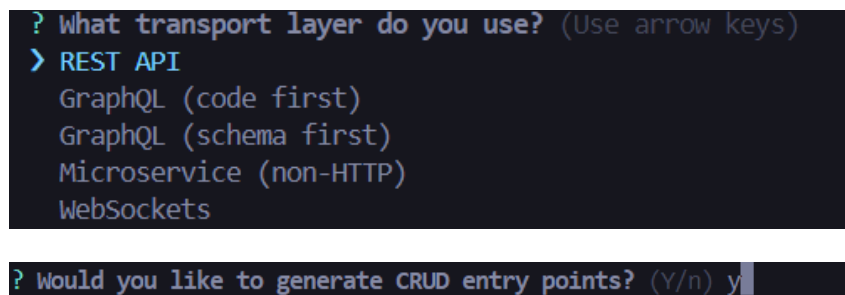 ? What transport layer do you use? (Use arrow keys)
❯ REST API
GraphQL (code first)
GraphQL (schema first)
Microservice (non-HTTP)
WebSockets
? Would you like to generate CRUD entry points? (Y/n) y